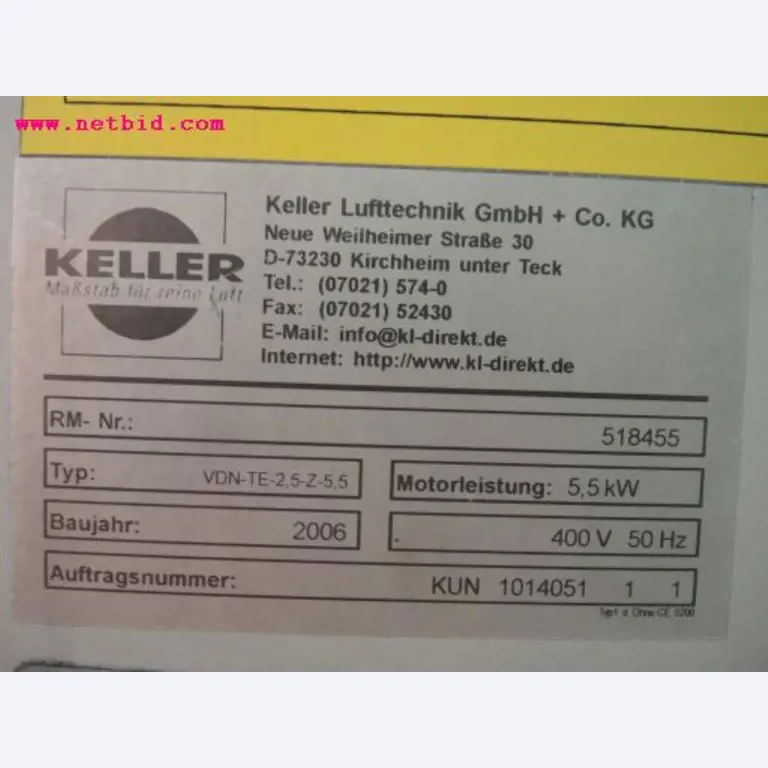 www.netbid.com
KELLER
Maßstab für reine Luft
Keller Lufttechnik GmbH + Co. KG
Neue Weilheimer Straße 30
D-73230 Kirchheim unter Teck
Tel.: (07021) 574-0
Fax: (07021) 52430
E-Mail: info@kl-direkt.de
Internet: http://www.kl-direkt.de
RM- Nr.: 518455
Typ: VDN-TE-2,5-Z-5,5
Motorleistung: 5,5 kW
Baujahr: 2006
. 400 V 50 Hz
Auftragsnummer: KUN 1014051 1 1
Ohne CE 0200